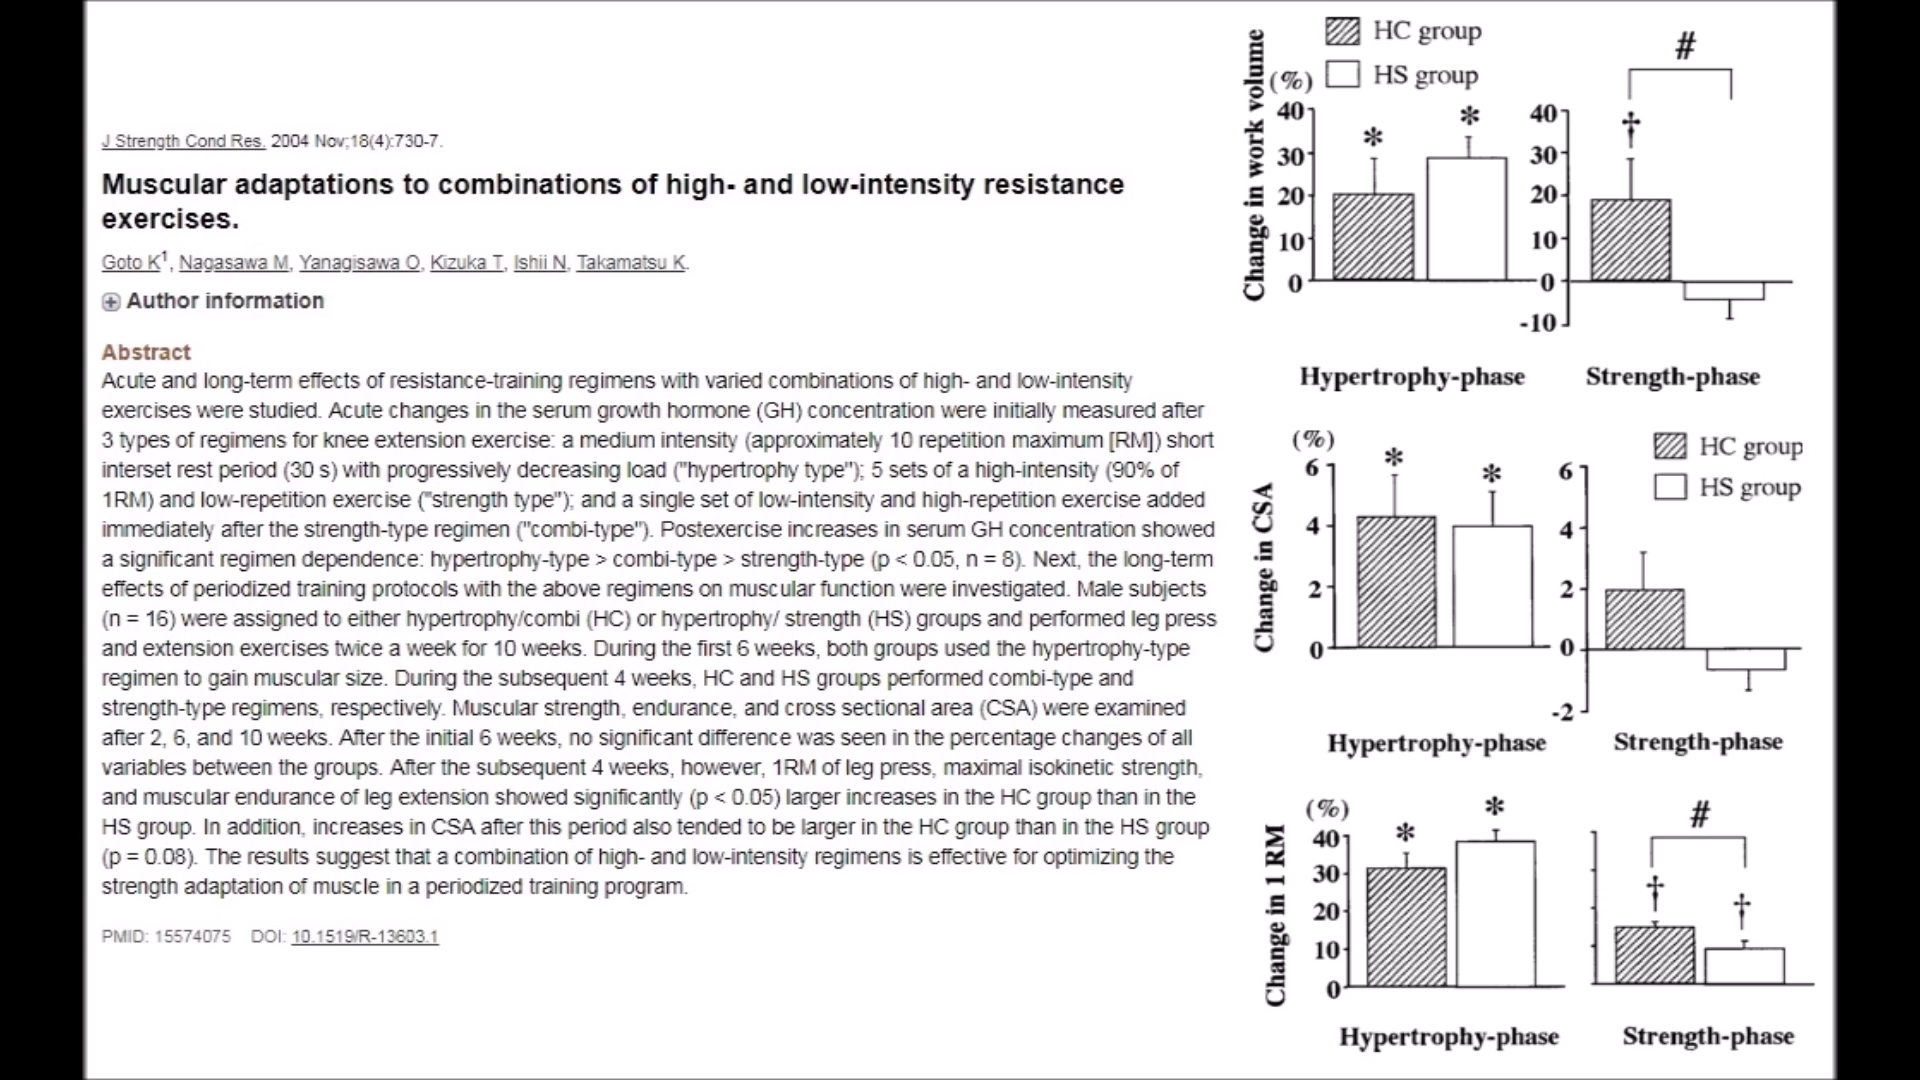 J Strength Cond Res. 2004 Nov;18(4):730-7.
Muscular adaptations to combinations of high- and low-intensity resistance
exercises.
Goto K1, Nagasawa M, Yanagisawa O, Kizuka T, Ishii N, Takamatsu K.
Author information
Abstract
Acute and long-term effects of resistance-training regimens with varied combinations of high- and low-intensity
exercises were studied. Acute changes in the serum growth hormone (GH) concentration were initially measured after
3 types of regimens for knee extension exercise: a medium intensity (approximately 10 repetition maximum [RM]) short
interset rest period (30 s) with progressively decreasing load ("hypertrophy type"); 5 sets of a high-intensity (90% of
1RM) and low-repetition exercise ("strength type"); and a single set of low-intensity and high-repetition exercise added
immediately after the strength-type regimen ("combi-type"). Postexercise increases in serum GH concentration showed
a significant regimen dependence: hypertrophy-type > combi-type > strength-type (p < 0.05, n = 8). Next, the long-term
effects of periodized training protocols with the above regimens on muscular function were investigated. Male subjects
(n = 16) were assigned to either hypertrophy/combi (HC) or hypertrophy/ strength (HS) groups and performed leg press
and extension exercises twice a week for 10 weeks. During the first 6 weeks, both groups used the hypertrophy-type
regimen to gain muscular size. During the subsequent 4 weeks, HC and HS groups performed combi-type and
strength-type regimens, respectively. Muscular strength, endurance, and cross sectional area (CSA) were examined
after 2, 6, and 10 weeks. After the initial 6 weeks, no significant difference was seen in the percentage changes of all
variables between the groups. After the subsequent 4 weeks, however, 1RM of leg press, maximal isokinetic strength,
and muscular endurance of leg extension showed significantly (p < 0.05) larger increases in the HC group than in the
HS group. In addition, increases in CSA after this period also tended to be larger in the HC group than in the HS group
(p = 0.08). The results suggest that a combination of high- and low-intensity regimens is effective for optimizing the
strength adaptation of muscle in a periodized training program.
PMID: 15574075 DOI: 10.1519/R-13603.1
HC group
HS group
Change in work volume
(%)
40
30
20
10
0
*
*
#
†
40
30
20
10
0
-10
Hypertrophy-phase
Strength-phase
HC group
HS group
Change in CSA
(%)
6
4
2
0
*
*
6
4
2
0
-2
Hypertrophy-phase
Strength-phase
Change in 1 RM
(%)
40
30
20
10
0
*
*
#
†
†
Hypertrophy-phase
Strength-phase